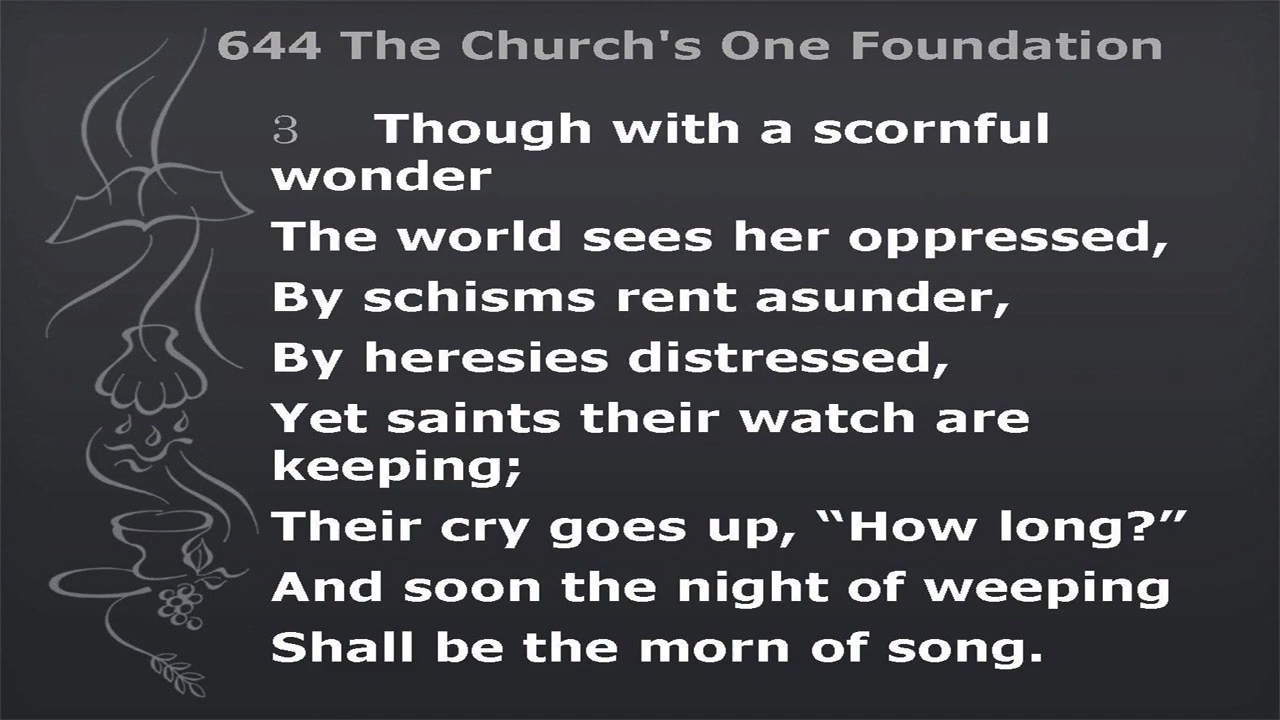 644 The Church's One Foundation
3 Though with a scornful
wonder
The world sees her oppressed,
By schisms rent asunder,
By heresies distressed,
Yet saints their watch are
keeping;
Their cry goes up, “How long?”
And soon the night of weeping
Shall be the morn of song.